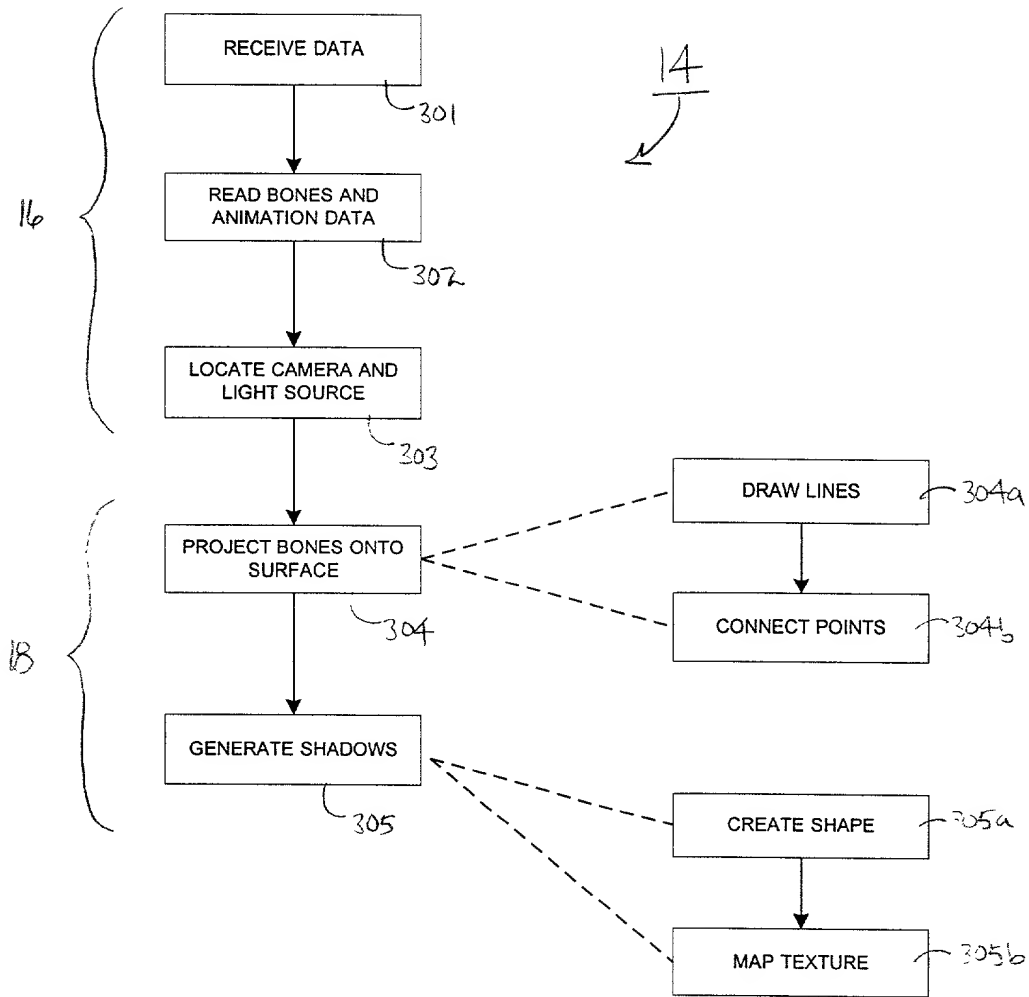 RECEIVE DATA
301
14
16
READ BONES AND
ANIMATION DATA
302
LOCATE CAMERA AND
LIGHT SOURCE
303
DRAW LINES
304a
PROJECT BONES ONTO
SURFACE
304
CONNECT POINTS
304b
18
GENERATE SHADOWS
305
CREATE SHAPE
305a
MAP TEXTURE
305b